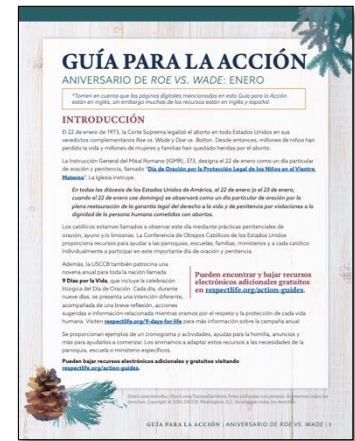 GUÍA PARA LA ACCIÓN
ANIVERSARIO DE ROE VS. WADE: ENERO
*Tomen en cuenta que las páginas digitales mencionadas en esta Guía para la Acción
están en inglés, sin embargo muchos de los recursos están en inglés y español.
INTRODUCCIÓN
El 22 de enero de 1973, la Corte Suprema legalizó el aborto en todo Estados Unidos en sus
veredictos complementarios Roe vs. Wade y Doe vs. Bolton. Desde entonces, millones de niños han
perdido la vida y millones de mujeres y familias han quedado heridas por el aborto.
La Instrucción General del Misal Romano (IGMR), 373, designa el 22 de enero como un día particular
de oración y penitencia, llamado "Día de Oración por la Protección Legal de los Niños en el Vientre
Materno". La Iglesia instruye:
En todas las diócesis de los Estados Unidos de América, el 22 de enero (o el 23 de enero,
cuando el 22 de enero cae domingo) se observará como un día particular de oración por la
plena restauración de la garantía legal del derecho a la vida y de penitencia por violaciones a la
dignidad de la persona humana cometidas con abortos.
Los católicos estamos llamados a observar este día mediante prácticas penitenciales de
oración, ayuno y/o limosna. La Conferencia de Obispos Católicos de los Estados Unidos
proporciona recursos para ayudar a las parroquias, escuelas, familias, ministerios y a cada católico
individualmente a participar en este importante día de oración y penitencia.
Además, la USCCB también patrocina una
novena anual para toda la nación llamada
9 Días por la Vida, que incluye la celebración
litúrgica del Día de Oración. Cada día, durante
nueve días, se presenta una intención diferente,
acompañada de una breve reflexión, acciones
sugeridas e información relacionada mientras oramos por el respeto y la protección de cada vida
humana. Visiten respectlife.org/9-days-for-life para más información sobre la campaña anual.
Pueden encontrar y bajar recursos
electrónicos adicionales gratuitos
en respectlife.org/action-guides.
Se proporcionan ejemplos de un cronograma y actividades, ayudas para la homilía, anuncios y
más para ayudarlos a comenzar. Los animamos a adaptar estos recursos a las necesidades de la
parroquia, escuela o ministerio específicos.
Pueden bajar recursos electrónicos adicionales y gratuitos visitando
respectlife.org/action-guides.
GUÍA PARA LA ACCIÓN | ANIVERSARIO DE ROE VS. WADE | 1